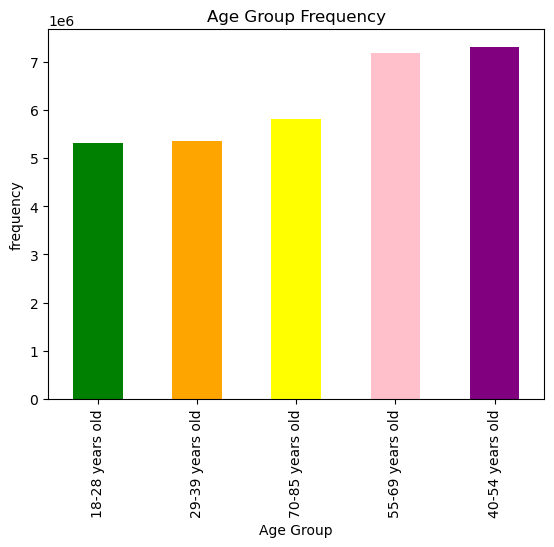 Age Group Frequency
1e6
7
6
5
4
3
2
1
0
frequency
18-28 years old
29-39 years old
70-85 years old
55-69 years old
40-54 years old
Age Group